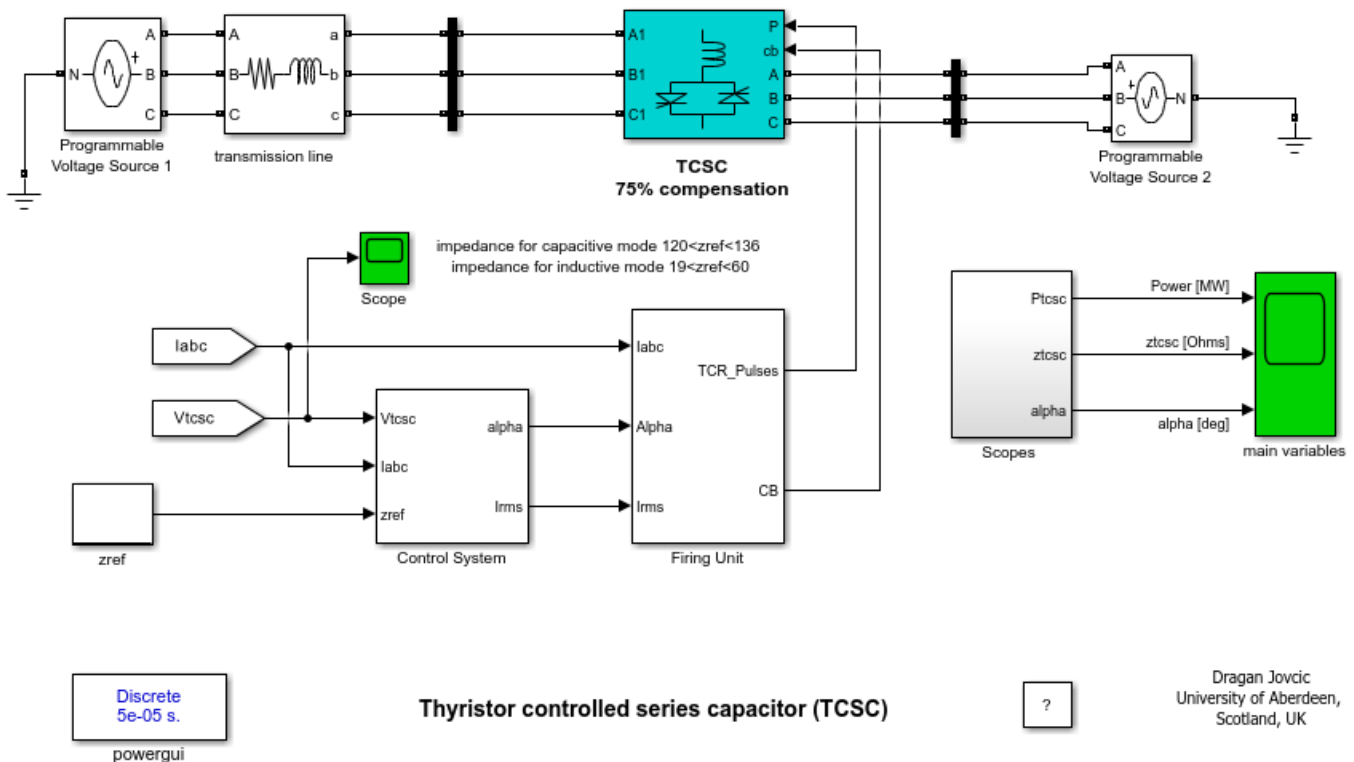 A A a A1 P
cb
N + B B b B1 A A
B + B N
C C c C1 C C
Programmable
Voltage Source 1
transmission line
TCSC
75% compensation
Programmable
Voltage Source 2
impedance for capacitive mode 120<zref<136
impedance for inductive mode 19<zref<60
Scope
Iabc
Vtcsc
zref
Vtcsc
Iabc
zref
alpha
Irms
Control System
Iabc
Alpha
Irms
TCR_Pulses
CB
Firing Unit
Ptcsc
ztcsc
alpha
Scopes
Power [MW]
ztcsc [Ohms]
alpha [deg]
main variables
Discrete
5e-05 s.
powergui
Thyristor controlled series capacitor (TCSC)
?
Dragan Jovcic
University of Aberdeen,
Scotland, UK